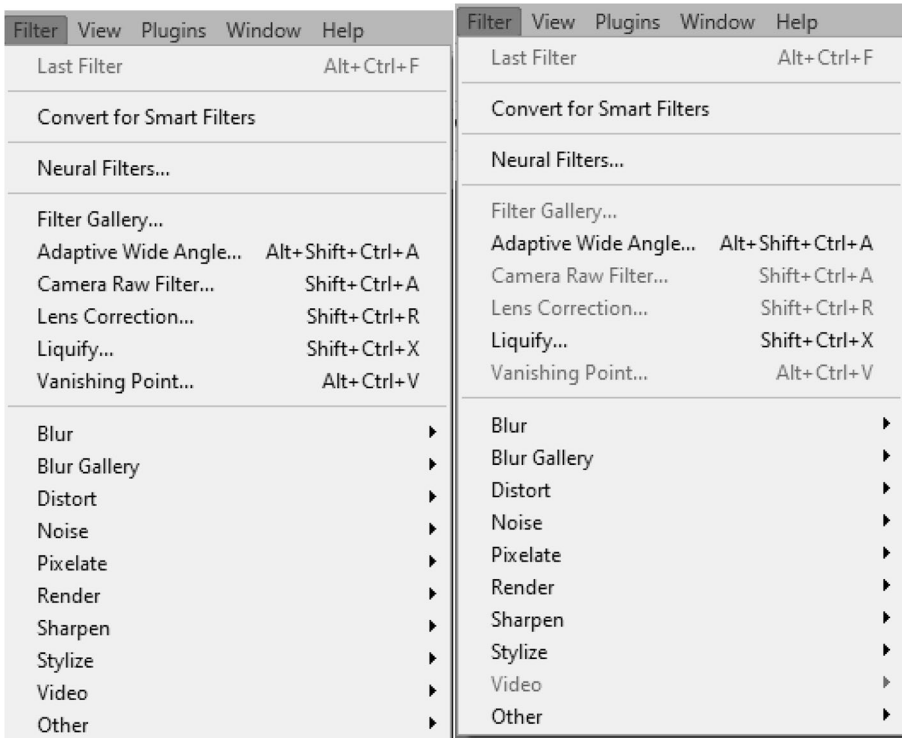 Filter View Plugins Window Help
Last Filter Alt+Ctrl+F
Convert for Smart Filters
Neural Filters...
Filter Gallery...
Adaptive Wide Angle... Alt+Shift+Ctrl+A
Camera Raw Filter... Shift+Ctrl+A
Lens Correction... Shift+Ctrl+R
Liquify... Shift+Ctrl+X
Vanishing Point... Alt+Ctrl+V
Blur
Blur Gallery
Distort
Noise
Pixelate
Render
Sharpen
Stylize
Video
Other
Filter View Plugins Window Help
Last Filter Alt+Ctrl+F
Convert for Smart Filters
Neural Filters...
Filter Gallery...
Adaptive Wide Angle... Alt+Shift+Ctrl+A
Camera Raw Filter... Shift+Ctrl+A
Lens Correction... Shift+Ctrl+R
Liquify... Shift+Ctrl+X
Vanishing Point... Alt+Ctrl+V
Blur
Blur Gallery
Distort
Noise
Pixelate
Render
Sharpen
Stylize
Video
Other